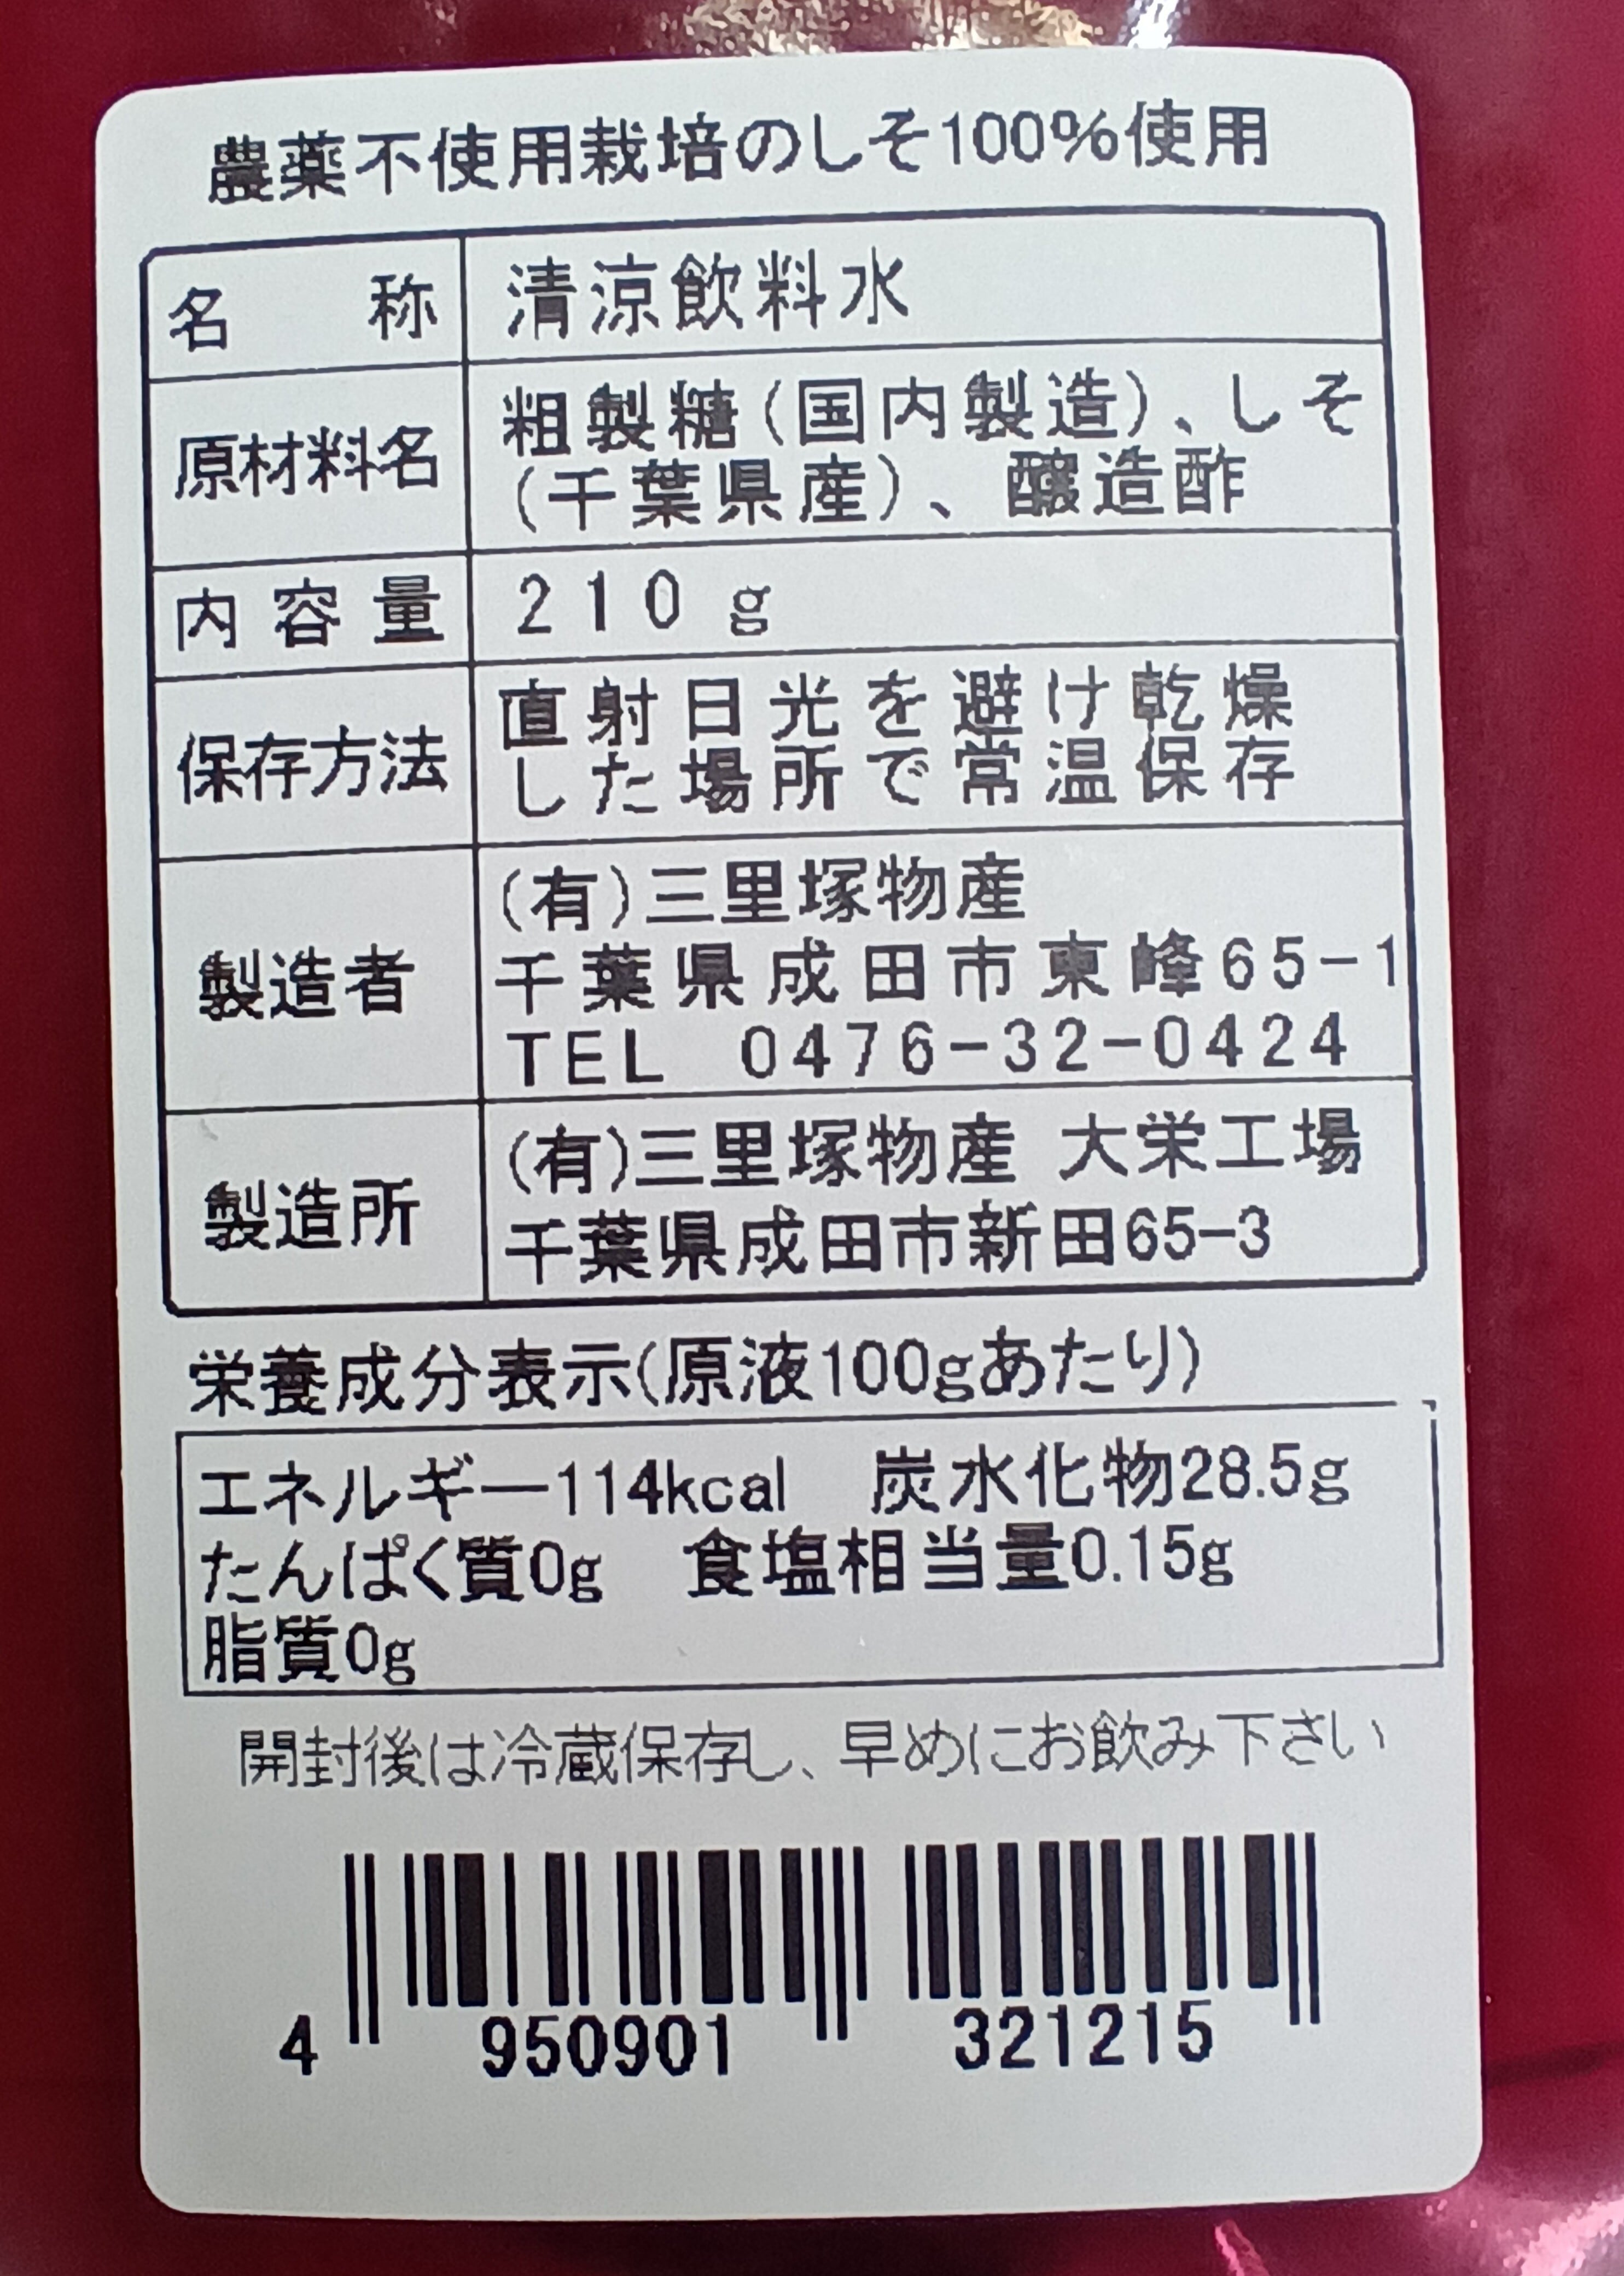 農薬不使用栽培のしそ100%使用
名称 清涼飲料水
原材料名 粗製糖(国内製造)、しそ
(千葉県産)、醸造酢
内容量 210g
保存方法 直射日光を避け乾燥
した場所で常温保存
製造者 (有)三里塚物産
千葉県成田市東峰65-1
TEL 0476-32-0424
製造所 (有)三里塚物産 大栄工場
千葉県成田市新田65-3
栄養成分表示(原液100gあたり)
エネルギー114kcal 炭水化物28.5g
たんぱく質0g 食塩相当量0.15g
脂質0g
開封後は冷蔵保存し、早めにお飲み下さい
4 950901 321215